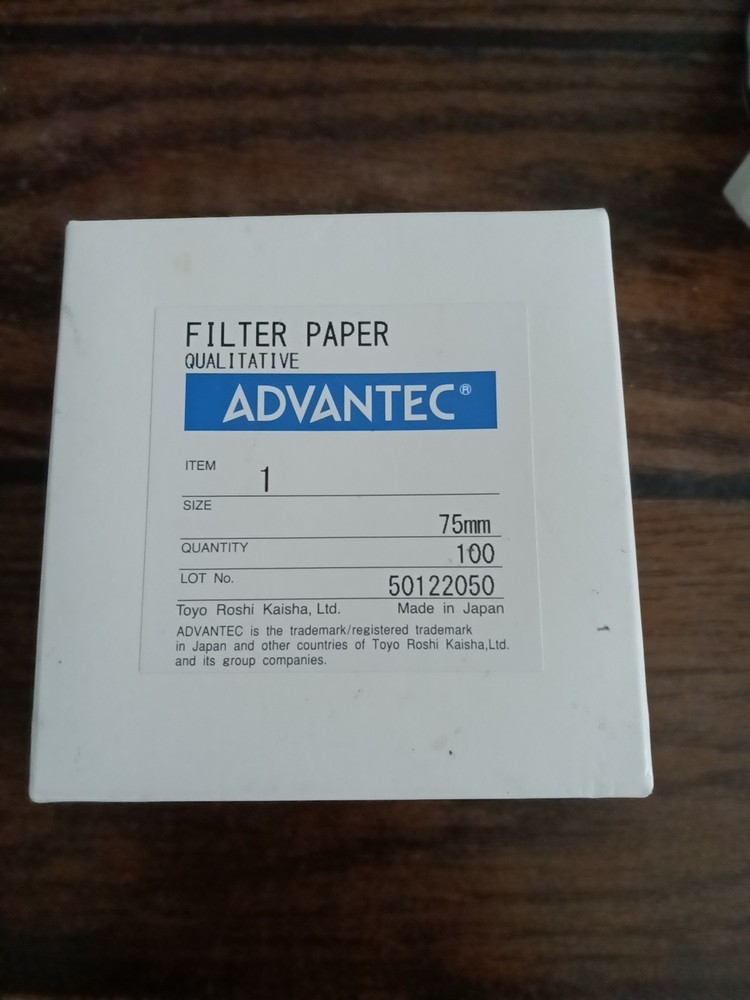 FILTER PAPER
QUALITATIVE
ADVANTEC®
ITEM 1
SIZE 75mm
QUANTITY 100
LOT No. 50122050
Toyo Roshi Kaisha, Ltd. Made in Japan
ADVANTEC is the trademark/registered trademark
in Japan and other countries of Toyo Roshi Kaisha,Ltd.
and its group companies.